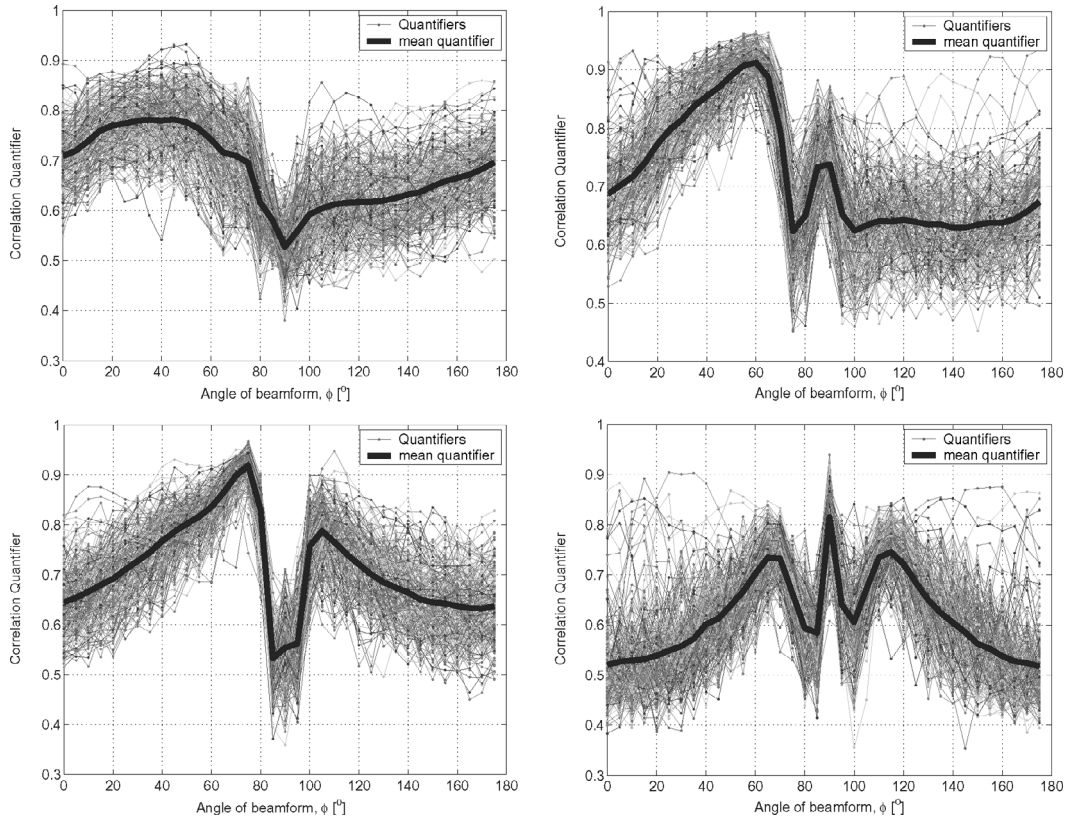 1
0.9
0.8
0.7
0.6
0.5
0.4
0.3
Correlation Quantifier
Quantifiers
mean quantifier
0 20 40 60 80 100 120 140 160 180
Angle of beamform, ϕ [º]
1
0.9
0.8
0.7
0.6
0.5
0.4
Correlation Quantifier
Quantifiers
mean quantifier
0 20 40 60 80 100 120 140 160 180
Angle of beamform, ϕ [º]
1
0.9
0.8
0.7
0.6
0.5
0.4
0.3
Correlation Quantifier
Quantifiers
mean quantifier
0 20 40 60 80 100 120 140 160 180
Angle of beamform, ϕ [º]
1
0.9
0.8
0.7
0.6
0.5
0.4
0.3
Correlation Quantifier
Quantifiers
mean quantifier
0 20 40 60 80 100 120 140 160 180
Angle of beamform, ϕ [º]